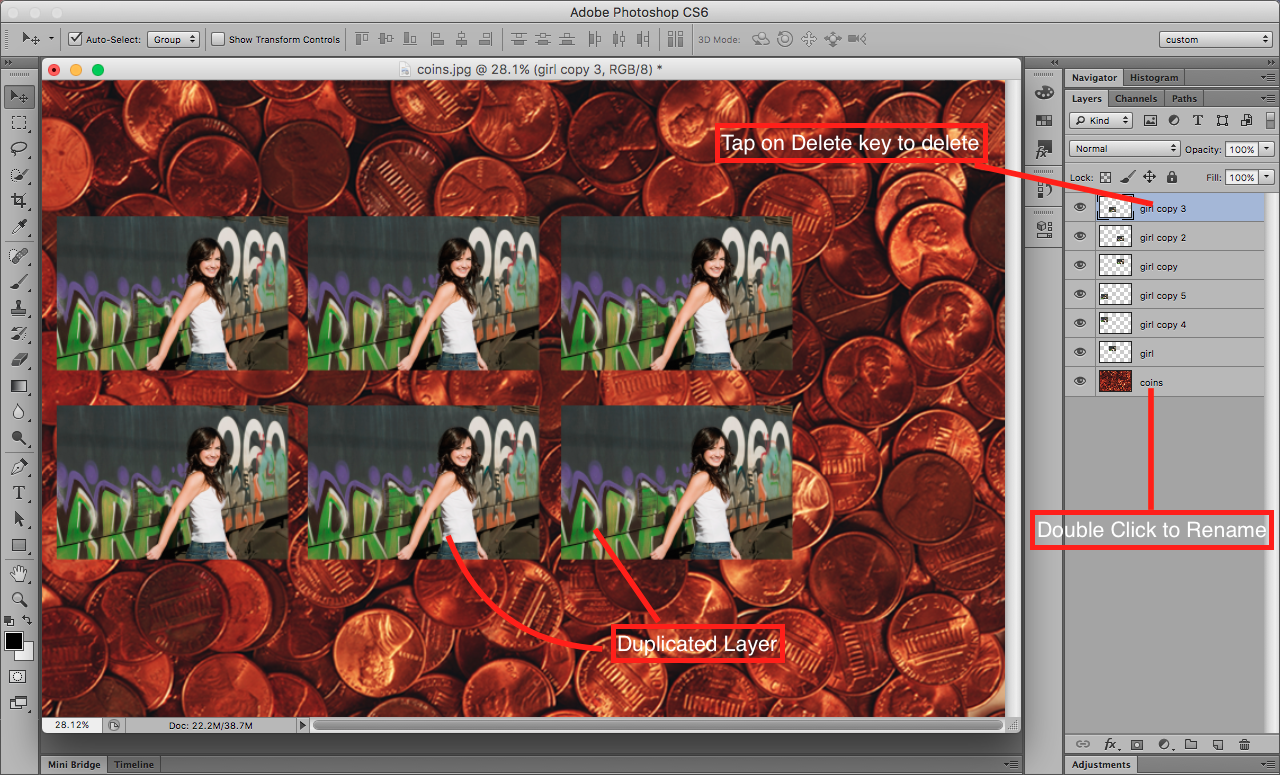 Adobe Photoshop CS6
Auto-Select: Group Show Transform Controls 3D Mode: custom
coins.jpg @ 28.1% (girl copy 3, RGB/8) *
Navigator Histogram
Layers Channels Paths
Kind
Normal Opacity: 100%
Lock: Fill: 100%
Tap on Delete key to delete
girl copy 3
girl copy 2
girl copy
girl copy 5
girl copy 4
girl
coins
Double Click to Rename
Duplicated Layer
28.12% Doc: 22.2M/38.7M
Mini Bridge Timeline
Adjustments